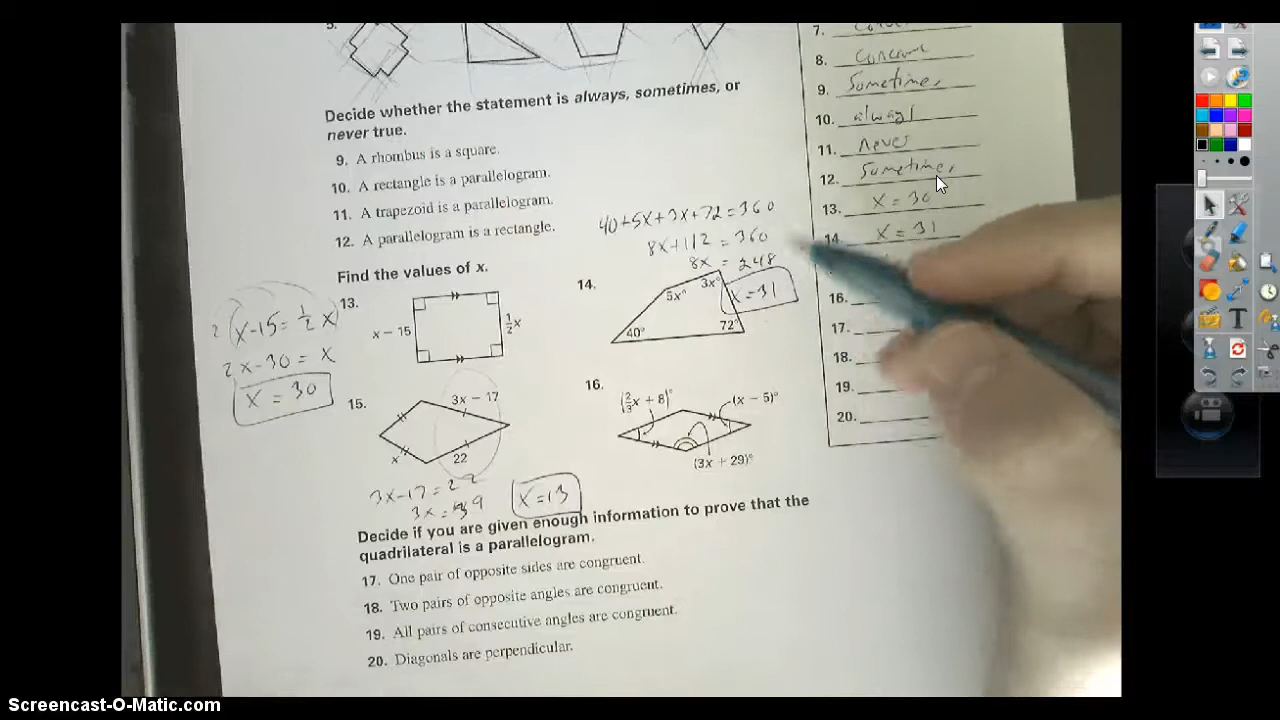 5.
Decide whether the statement is always, sometimes, or
never true.
9. A rhombus is a square.
10. A rectangle is a parallelogram.
11. A trapezoid is a parallelogram.
12. A parallelogram is a rectangle.
Find the values of x.
13.
x − 15
1/2 x
2(x-15=1/2 x)
2x-30=x
x=30
14.
40+5x+3x+72=360
8x+112=360
8x=248
x=31
5x°
3x°
40°
72°
15.
3x − 17
x
22
3x-17=22
3x=39
x=13
16.
(2/3 x + 8)°
(x − 5)°
(3x + 29)°
Decide if you are given enough information to prove that the
quadrilateral is a parallelogram.
17. One pair of opposite sides are congruent.
18. Two pairs of opposite angles are congruent.
19. All pairs of consecutive angles are congruent.
20. Diagonals are perpendicular.
7.
8. Concave
9. Sometimes
10. always
11. never
12. Sometimes
13. x=30
14. x=31
16.
17.
18.
19.
20.
T
Screencast-O-Matic.com